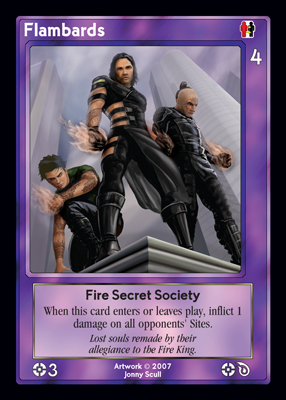 Flambards
4
Fire Secret Society
When this card enters or leaves play, inflict 1
damage on all opponents' Sites.
Lost souls remade by their
allegiance to the Fire King.
Artwork © 2007
Jonny Scull
3